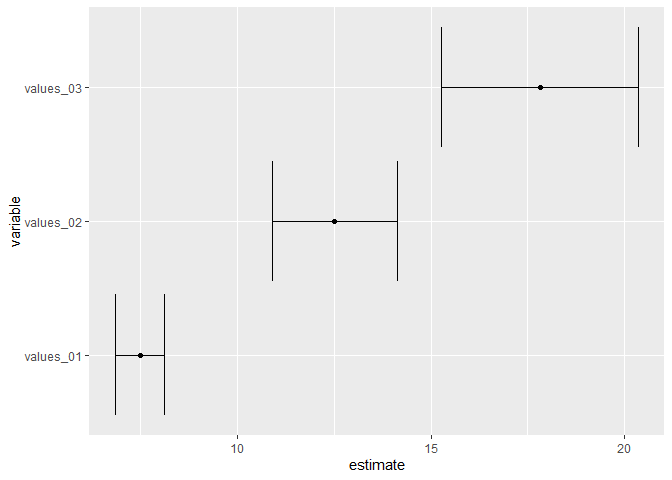 values_03
values_02
values_01
variable
10 15 20
estimate